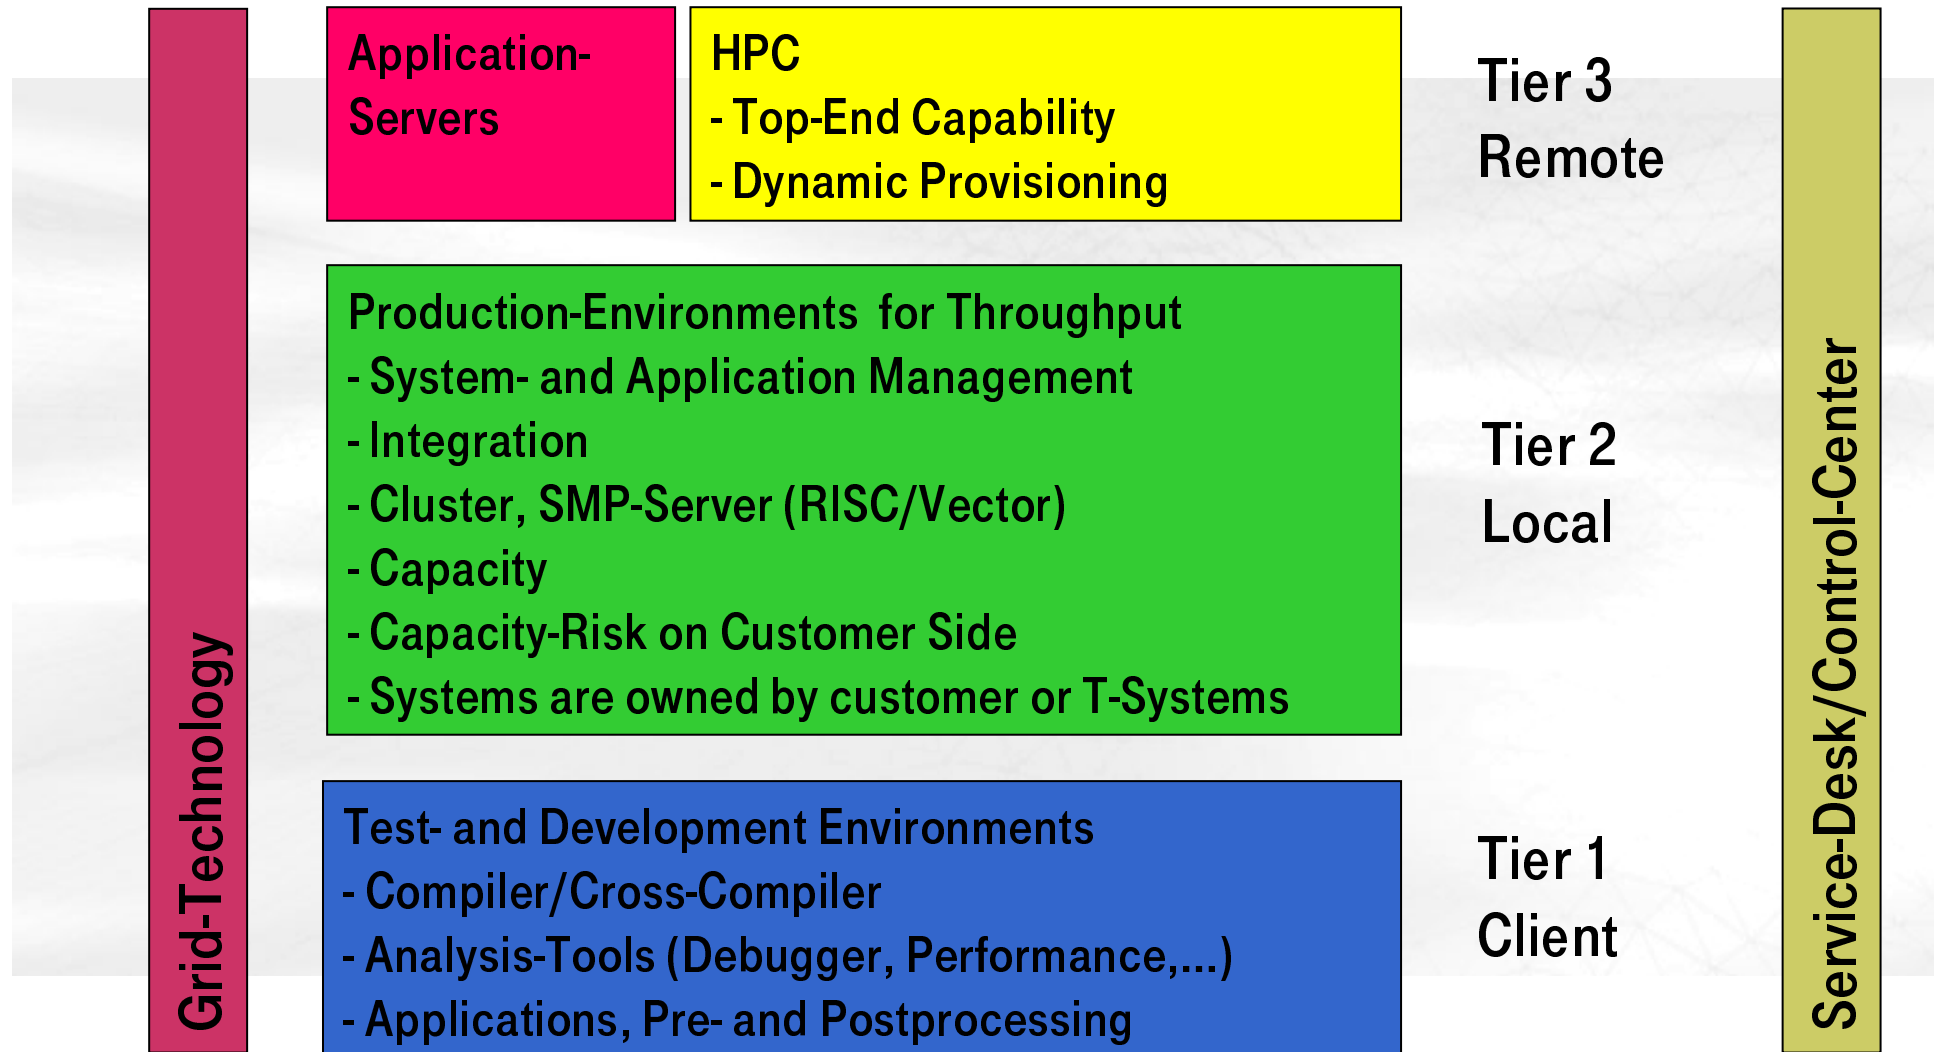 Grid-Technology
Application-
Servers
HPC
- Top-End Capability
- Dynamic Provisioning
Tier 3
Remote
Production-Environments  for Throughput
- System- and Application Management
- Integration
- Cluster, SMP-Server (RISC/Vector)
- Capacity
- Capacity-Risk on Customer Side
- Systems are owned by customer or T-Systems
Tier 2
Local
Test- and Development Environments
- Compiler/Cross-Compiler
- Analysis-Tools (Debugger, Performance,...)
- Applications, Pre- and Postprocessing
Tier 1
Client
Service-Desk/Control-Center